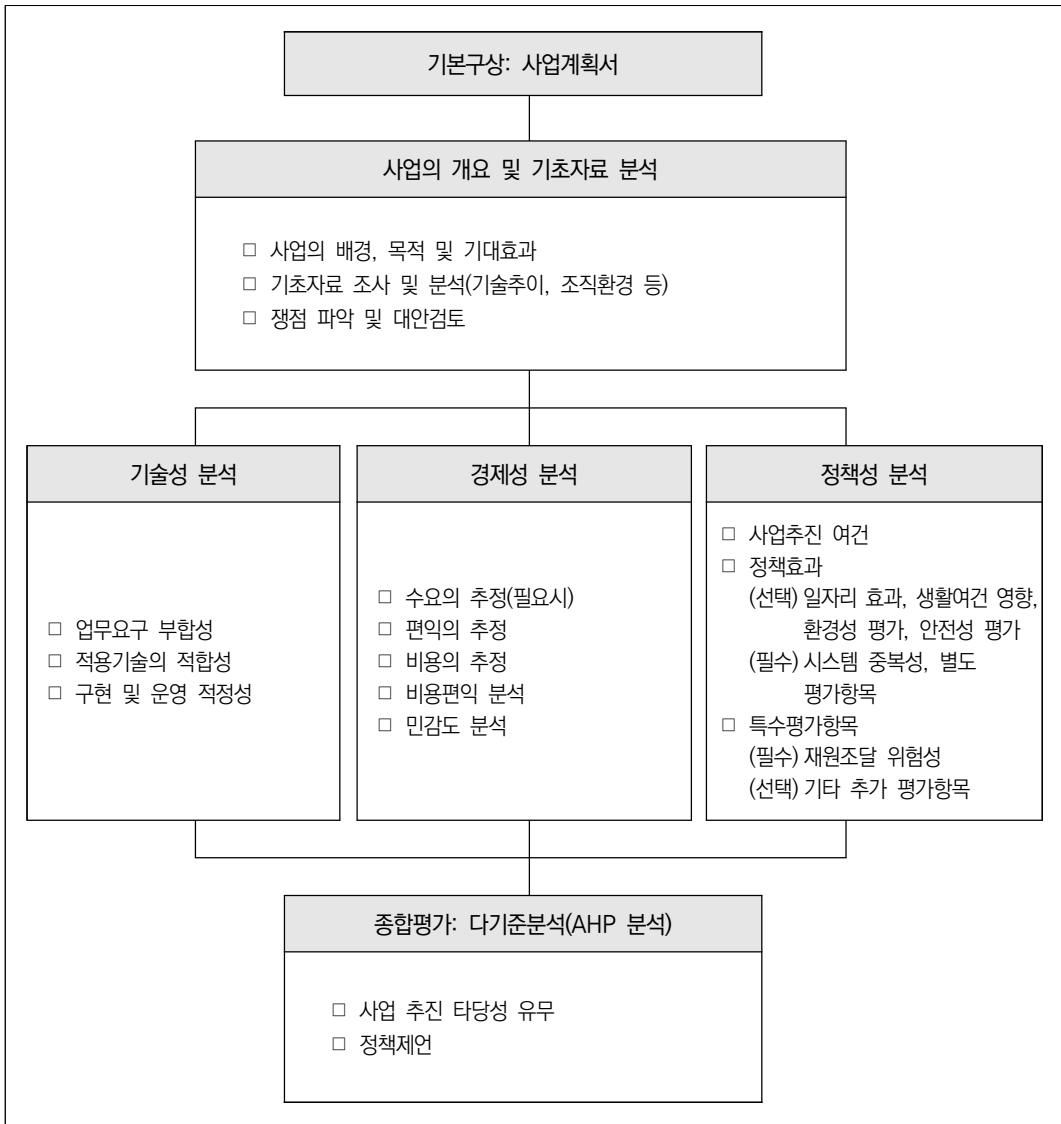 기본구상: 사업계획서
사업의 개요 및 기초자료 분석
□ 사업의 배경, 목적 및 기대효과
□ 기초자료 조사 및 분석(기술추이, 조직환경 등)
□ 쟁점 파악 및 대안검토
기술성 분석
□ 업무요구 부합성
□ 적용기술의 적합성
□ 구현 및 운영 적정성
경제성 분석
□ 수요의 추정(필요시)
□ 편익의 추정
□ 비용의 추정
□ 비용편익 분석
□ 민감도 분석
정책성 분석
□ 사업추진 여건
□ 정책효과
(선택) 일자리 효과, 생활여건 영향,
환경성 평가, 안전성 평가
(필수) 시스템 중복성, 별도
평가항목
□ 특수평가항목
(필수) 재원조달 위험성
(선택) 기타 추가 평가항목
종합평가: 다기준분석(AHP 분석)
□ 사업 추진 타당성 유무
□ 정책제언